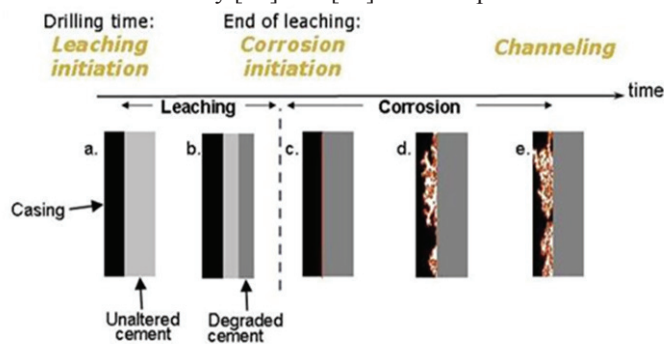 Drilling time:
Leaching
initiation
End of leaching:
Corrosion
initiation
Channeling
time
Leaching
Corrosion
a.
b.
c.
d.
e.
Casing
Unaltered
cement
Degraded
cement